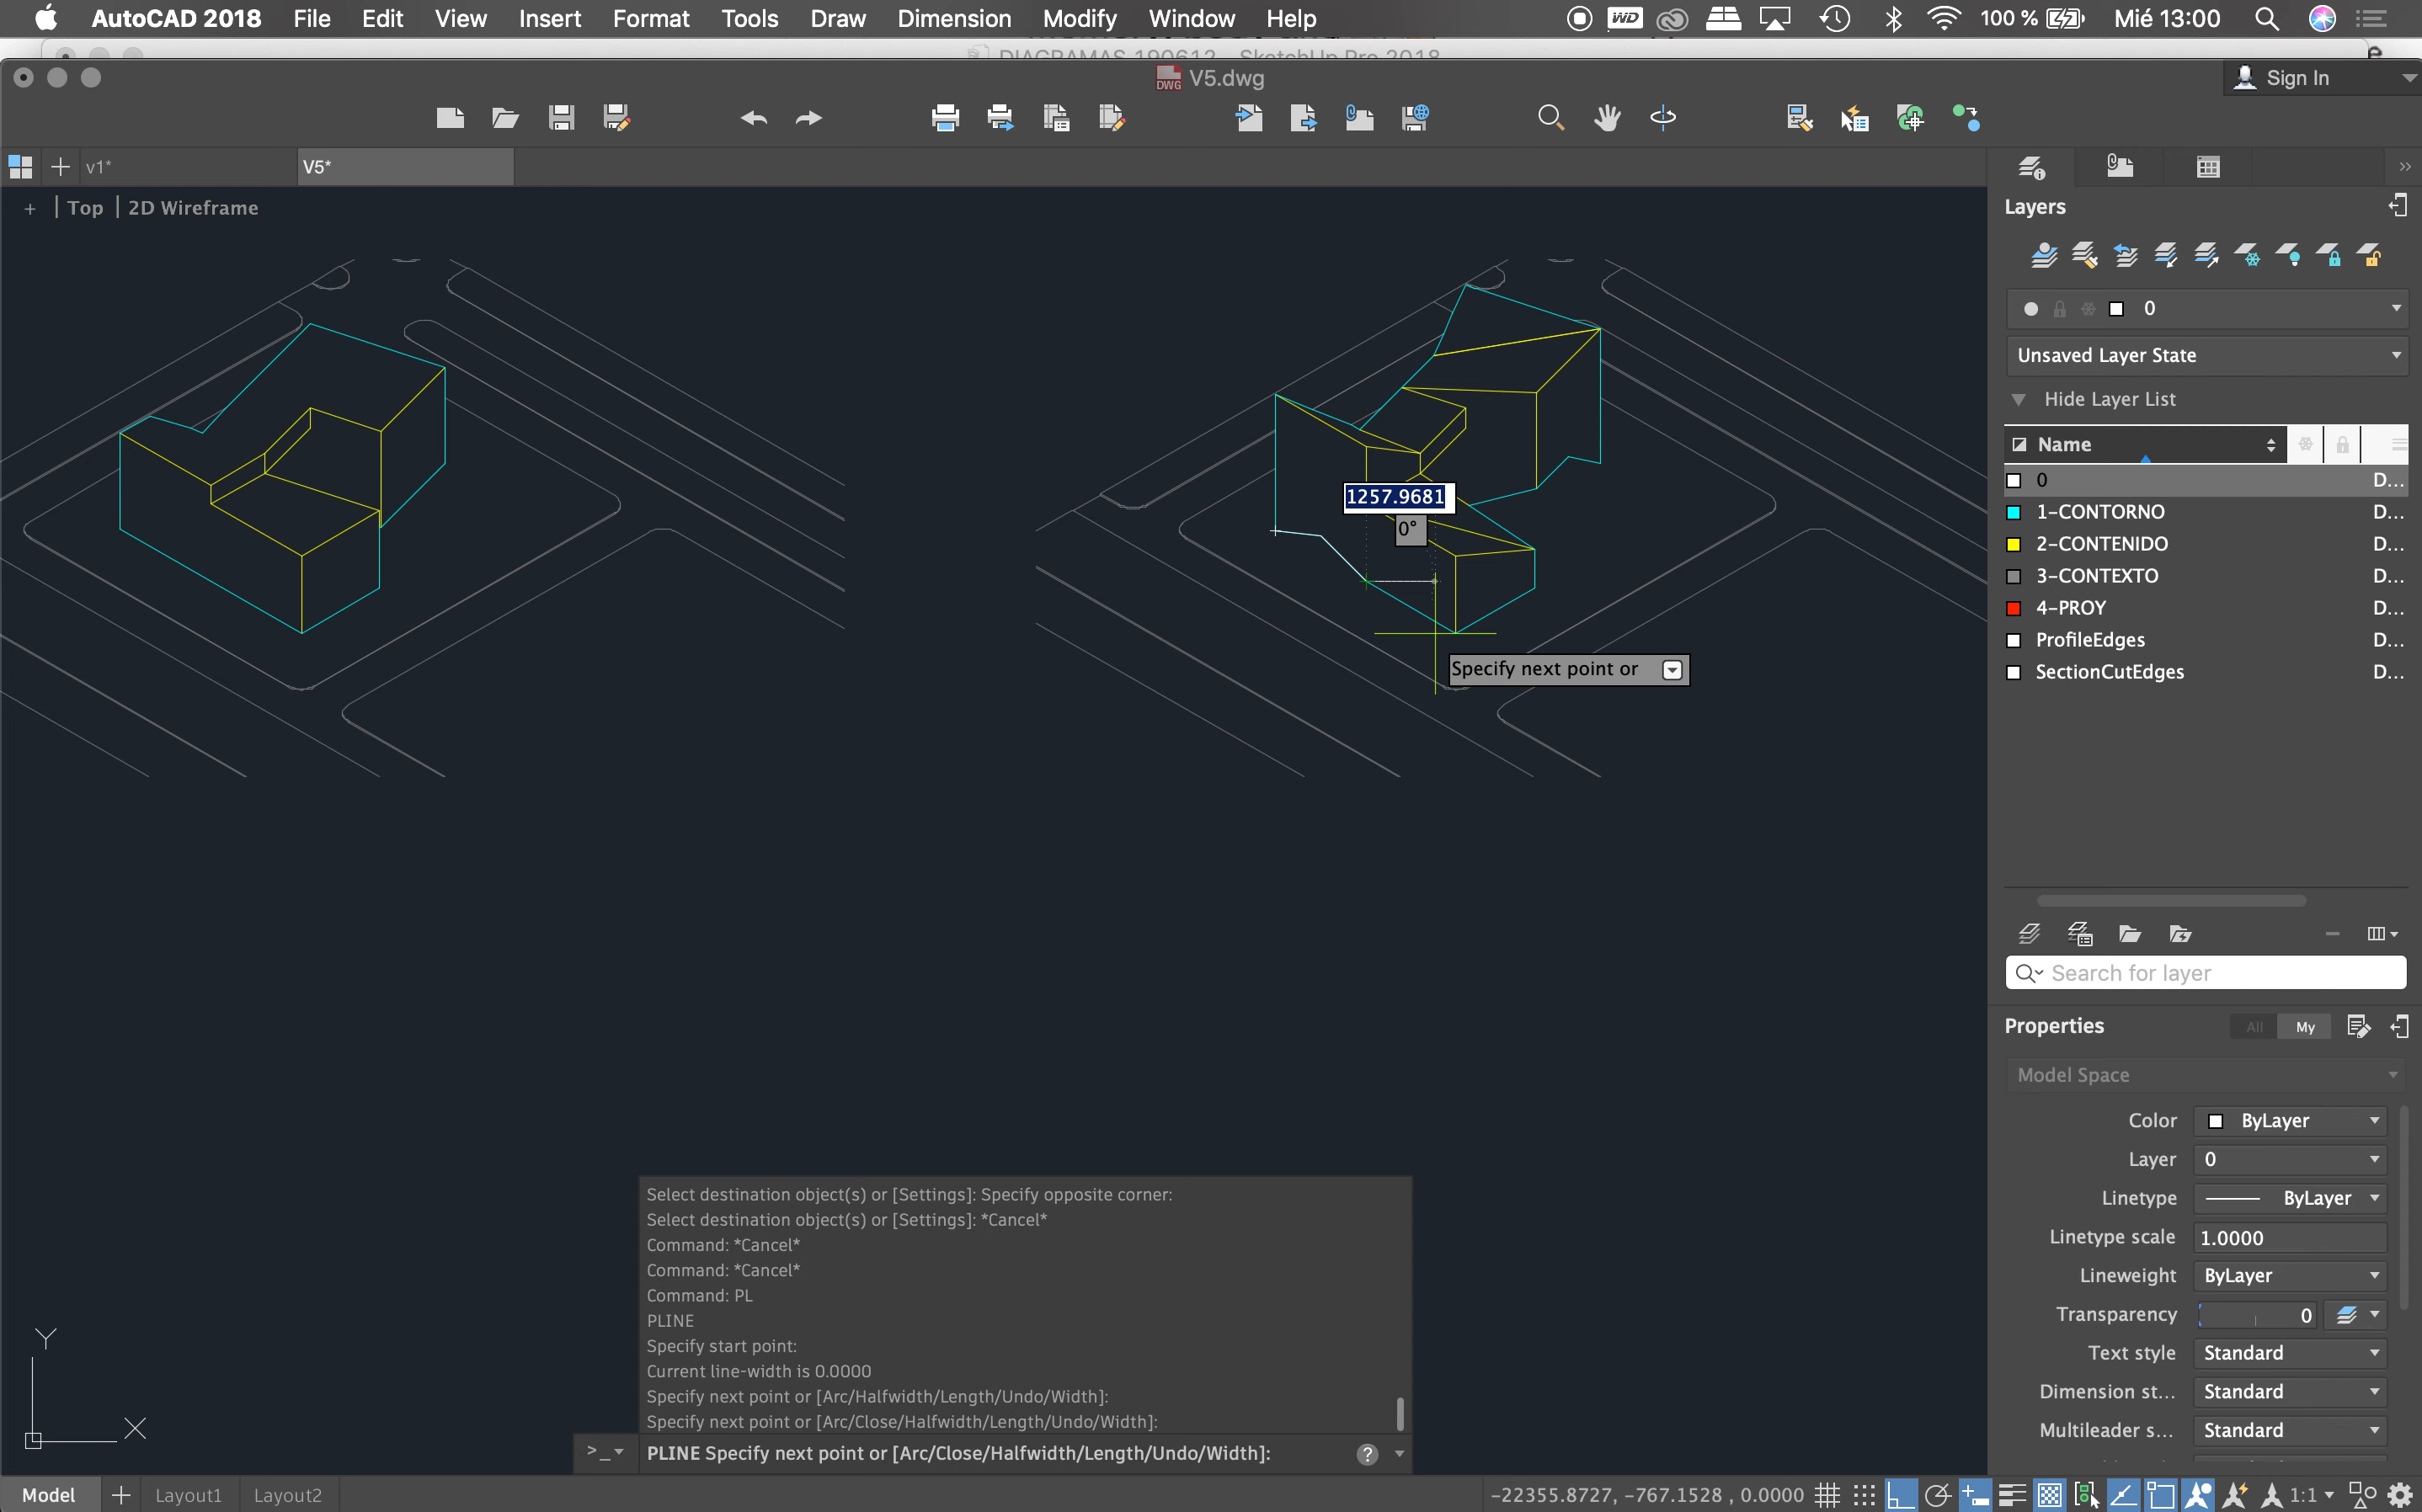 AutoCAD 2018 File Edit View Insert Format Tools Draw Dimension Modify Window Help WD 100 % Mié 13:00
DIAGRAMAS 190612 - SketchUp Pro 2018
DWG V5.dwg
Sign In
v1*
V5*
+ | Top | 2D Wireframe
1257.9681
0°
Specify next point or
Layers
0
Unsaved Layer State
Hide Layer List
Name
0 D...
1-CONTORNO D...
2-CONTENIDO D...
3-CONTEXTO D...
4-PROY D...
ProfileEdges D...
SectionCutEdges D...
Search for layer
Properties All My
Model Space
Color ByLayer
Layer 0
Linetype ByLayer
Linetype scale 1.0000
Lineweight ByLayer
Transparency 0
Text style Standard
Dimension st... Standard
Multileader s... Standard
Select destination object(s) or [Settings]: Specify opposite corner:
Select destination object(s) or [Settings]: *Cancel*
Command: *Cancel*
Command: *Cancel*
Command: PL
PLINE
Specify start point:
Current line-width is 0.0000
Specify next point or [Arc/Halfwidth/Length/Undo/Width]:
Specify next point or [Arc/Close/Halfwidth/Length/Undo/Width]:
>_ PLINE Specify next point or [Arc/Close/Halfwidth/Length/Undo/Width]: ?
Y
X
Model + Layout1 Layout2
-22355.8727, -767.1528 , 0.0000
1:1